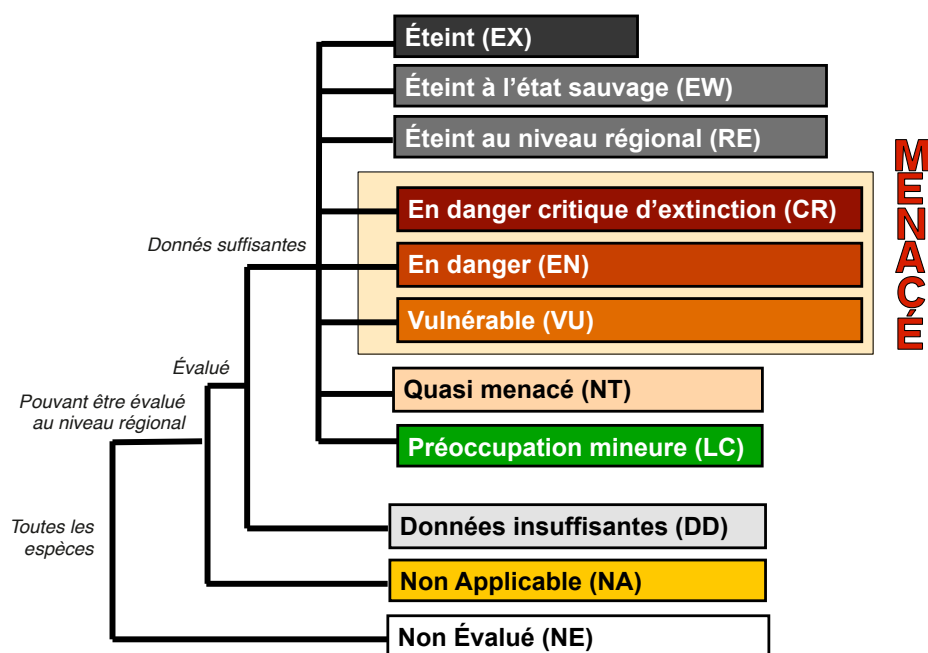 Éteint (EX)
Éteint à l'état sauvage (EW)
Éteint au niveau régional (RE)
MENACÉ
En danger critique d'extinction (CR)
Donnés suffisantes
En danger (EN)
Vulnérable (VU)
Évalué
Quasi menacé (NT)
Pouvant être évalué
au niveau régional
Préoccupation mineure (LC)
Toutes les
espèces
Données insuffisantes (DD)
Non Applicable (NA)
Non Évalué (NE)